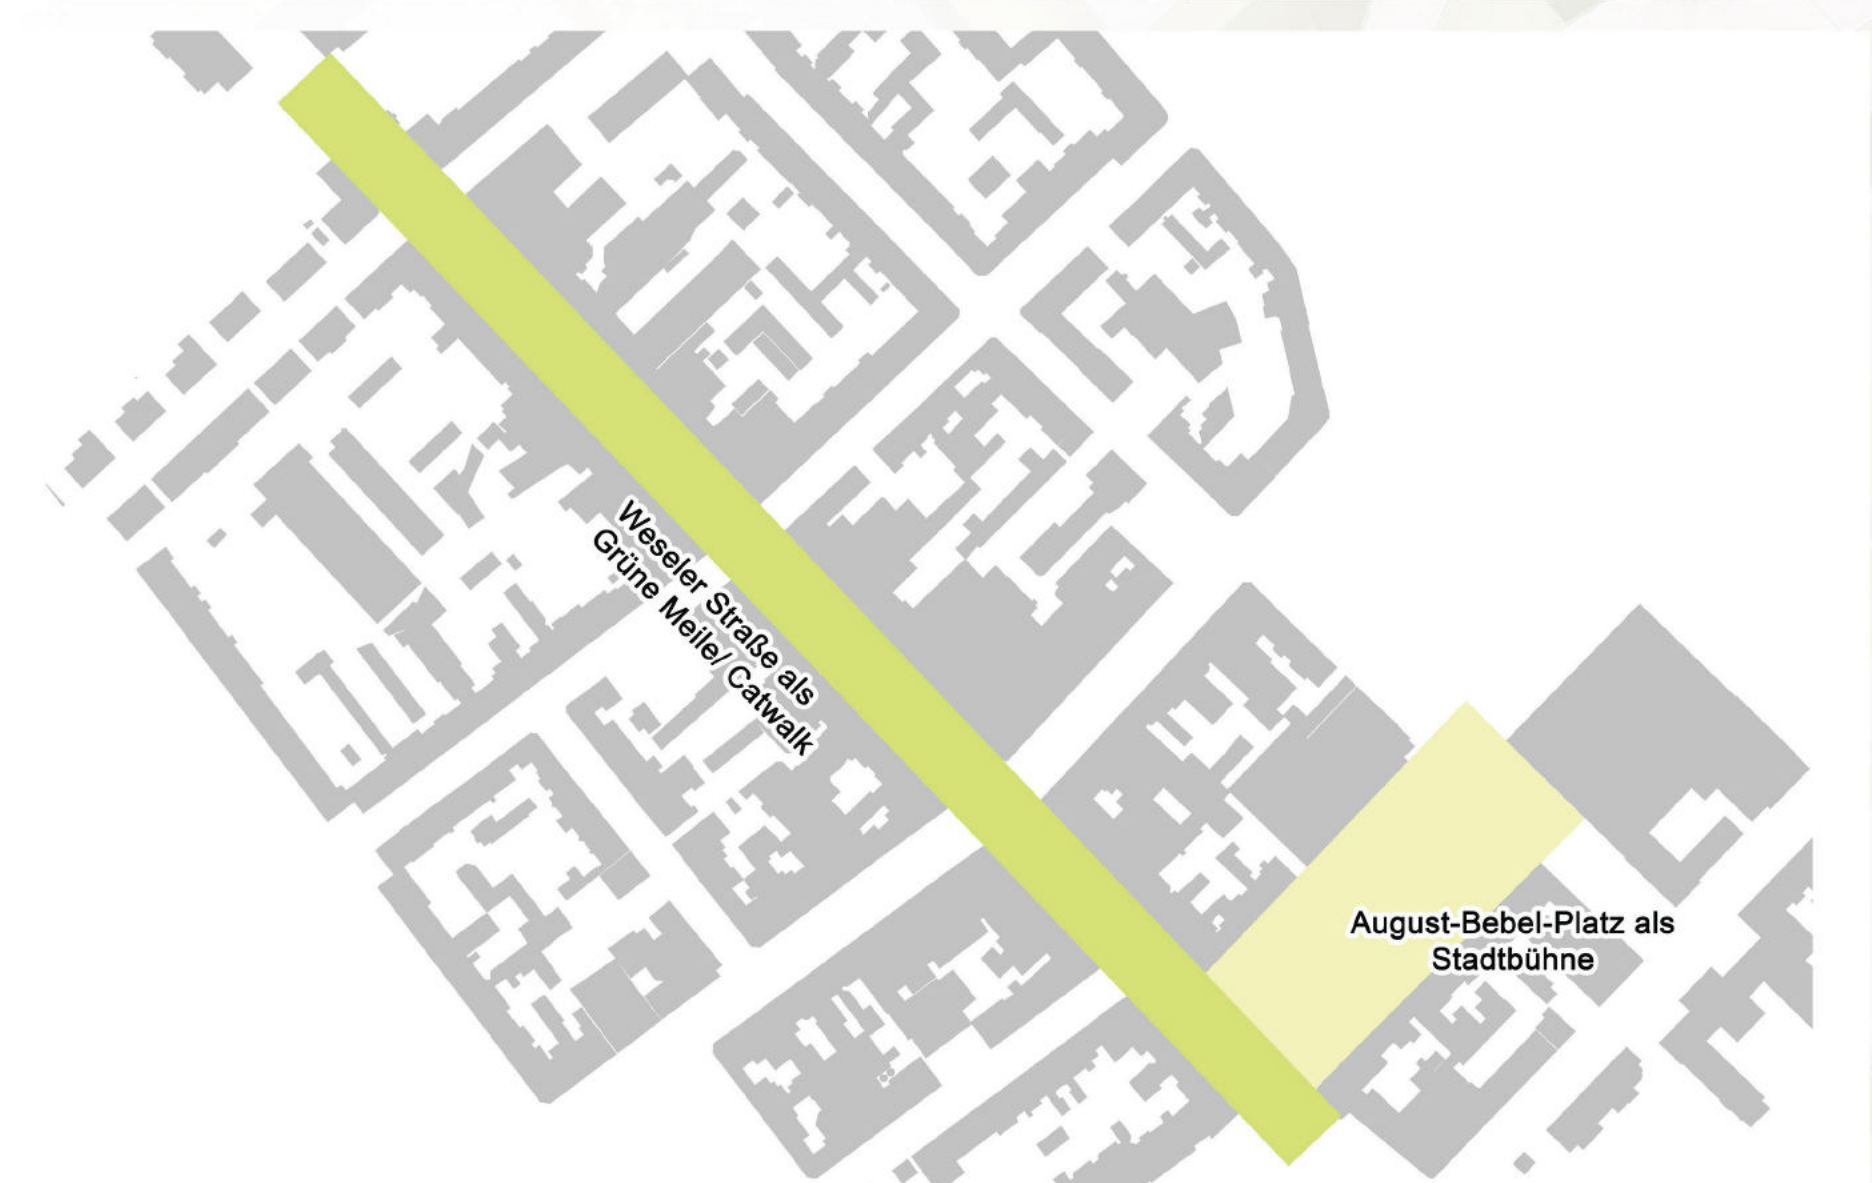 Weseler Straße als
Grüne Meile/ Catwalk
August-Bebel-Platz als
Stadtbühne